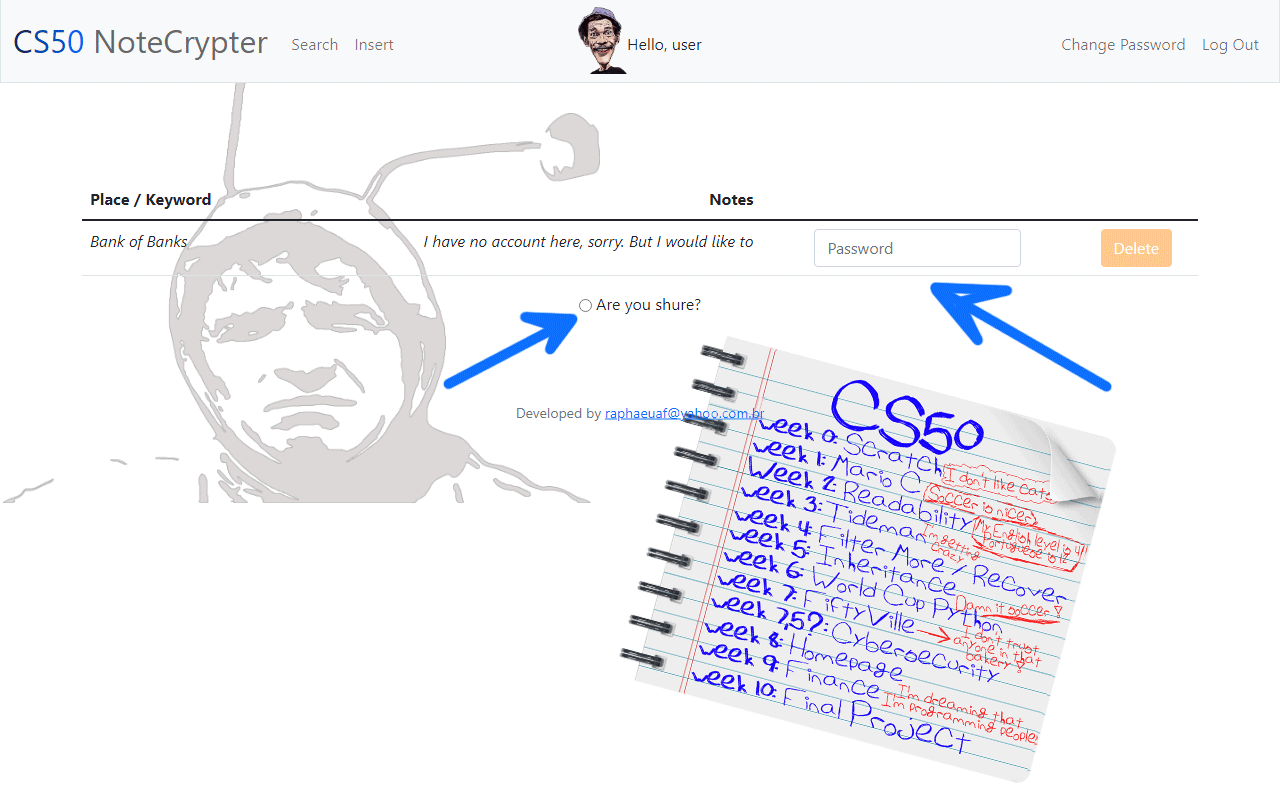 CS50 NoteCrypter Search Insert Hello, user Change Password Log Out
Place / Keyword Notes
Bank of Banks I have no account here, sorry. But I would like to Password Delete
Are you shure?
Developed by raphaeuaf@yahoo.com.br
CS50
Week 0: Scratch
I don't like cats
Week 1: Mario C
Soccer is nicer
Week 2: Readability
My English level is 4!
Portuguese is 12
Week 3: Tideman
I'm getting
crazy
Week 4: Filter More / Recover
Week 5: Inheritance
Week 6: World Cup Python
Damn it soccer!
Week 7: FiftyVille
I don't trust
anyone in that
bakery!
Week 7,5?: Cybersecurity
Week 8: Homepage
Week 9: Finance
I'm dreaming that
I'm programming people
Week 10: Final Project